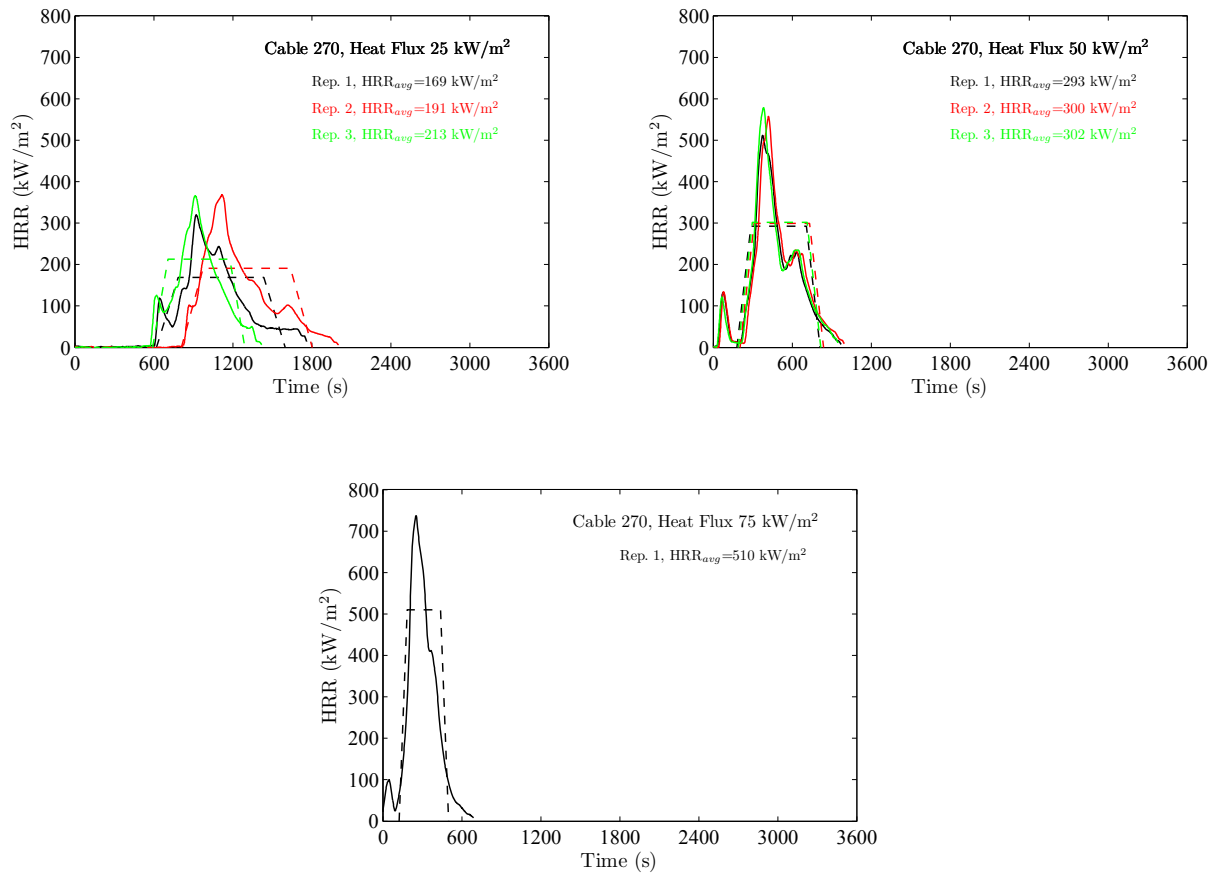 800
700
600
500
400
300
200
100
0
HRR (kW/m²)
Cable 270, Heat Flux 25 kW/m²
Rep. 1, HRRavg=169 kW/m²
Rep. 2, HRRavg=191 kW/m²
Rep. 3, HRRavg=213 kW/m²
0 600 1200 1800 2400 3000 3600
Time (s)
800
700
600
500
400
300
200
100
0
HRR (kW/m²)
Cable 270, Heat Flux 50 kW/m²
Rep. 1, HRRavg=293 kW/m²
Rep. 2, HRRavg=300 kW/m²
Rep. 3, HRRavg=302 kW/m²
0 600 1200 1800 2400 3000 3600
Time (s)
800
700
600
500
400
300
200
100
0
HRR (kW/m²)
Cable 270, Heat Flux 75 kW/m²
Rep. 1, HRRavg=510 kW/m²
0 600 1200 1800 2400 3000 3600
Time (s)